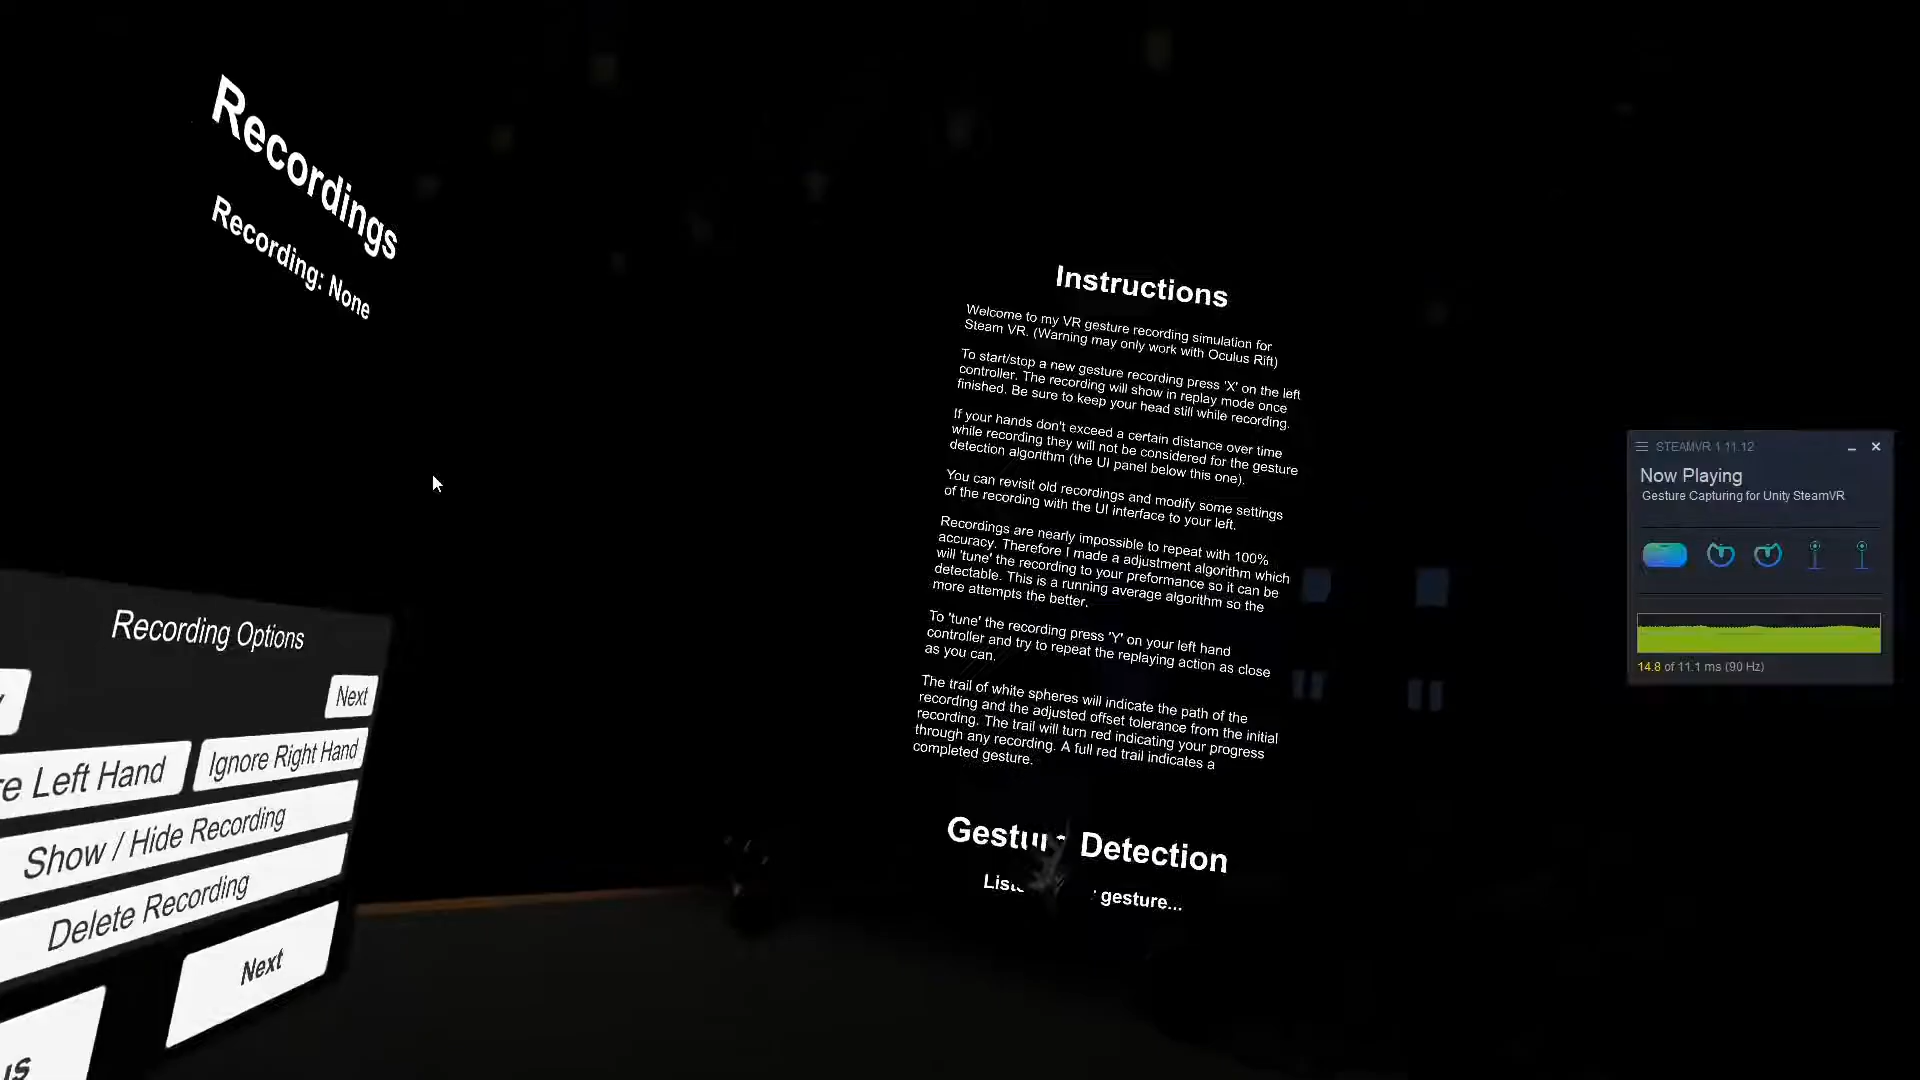 Recordings
Recording: None
Instructions
Welcome to my VR gesture recording simulation for
Steam VR. (Warning may only work with Oculus Rift)
To start/stop a new gesture recording press 'X' on the left
controller. The recording will show in replay mode once
finished. Be sure to keep your head still while recording.
If your hands don't exceed a certain distance over time
while recording they will not be considered for the gesture
detection algorithm (the UI panel below this one).
You can revisit old recordings and modify some settings
of the recording with the UI interface to your left.
Recordings are nearly impossible to repeat with 100%
accuracy. Therefore I made a adjustment algorithm which
will 'tune' the recording to your preformance so it can be
detectable. This is a running average algorithm so the
more attempts the better.
To 'tune' the recording press 'Y' on your left hand
controller and try to repeat the replaying action as close
as you can.
The trail of white spheres will indicate the path of the
recording and the adjusted offset tolerance from the initial
recording. The trail will turn red indicating your progress
through any recording. A full red trail indicates a
completed gesture.
Detection
gesture...
Recording Options
Next
Left Hand
Ignore Right Hand
Show / Hide Recording
Delete Recording
Next
STEAMVR 1.11.12
Now Playing
Gesture Capturing for Unity SteamVR
14.8 of 11.1 ms (90 Hz)